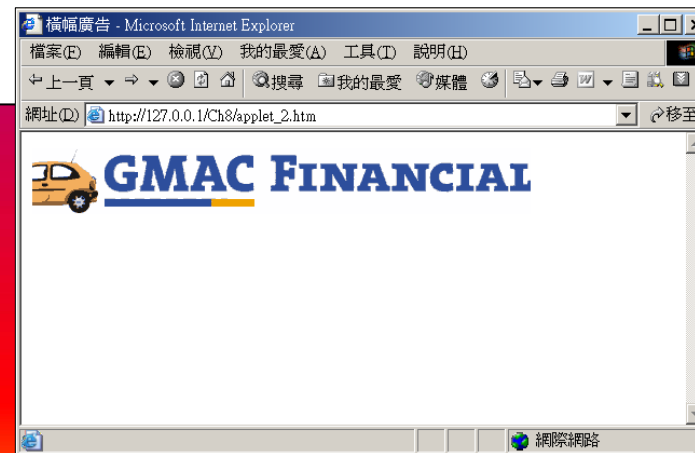 橫幅廣告 - Microsoft Internet Explorer
檔案(F) 編輯(E) 檢視(V) 我的最愛(A) 工具(T) 說明(H)
上一頁 搜尋 我的最愛 媒體
網址(D) http://127.0.0.1/Ch8/applet_2.htm 移至
GMAC FINANCIAL
網際網路